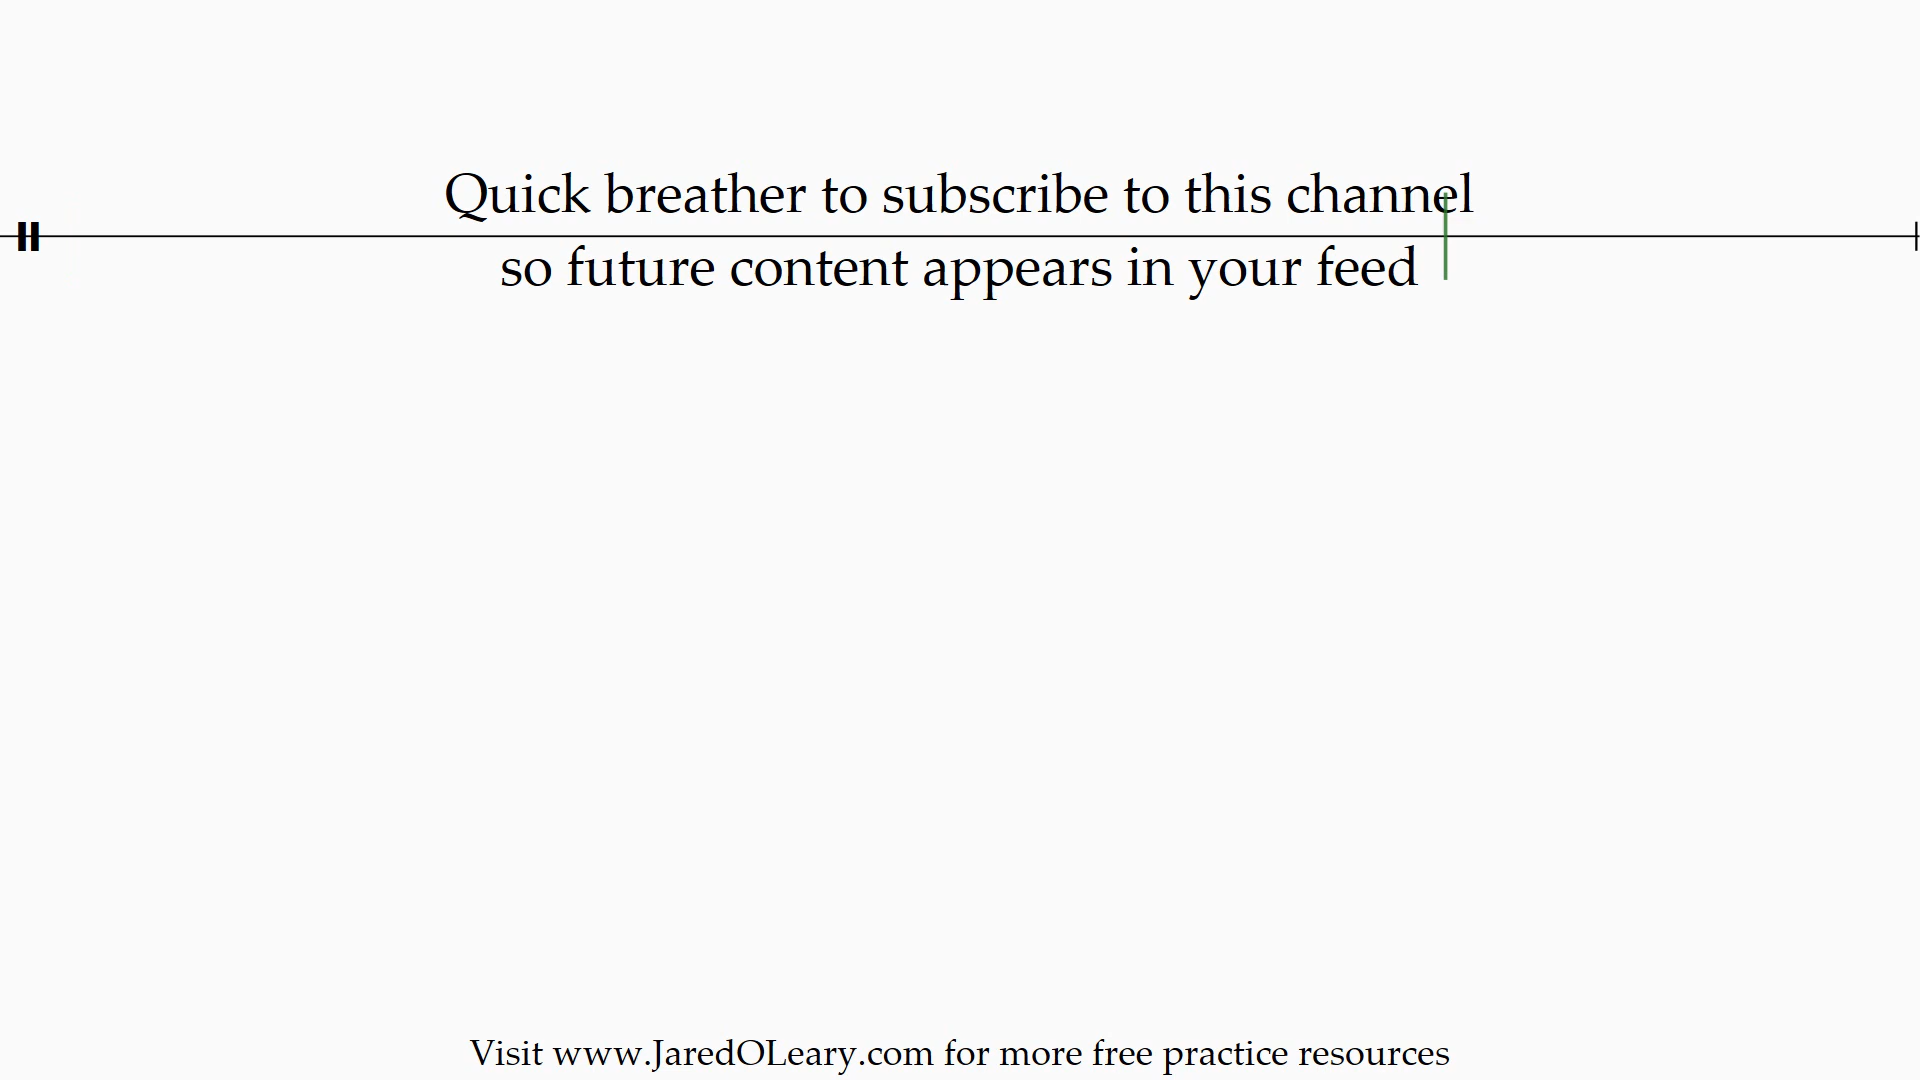 Quick breather to subscribe to this channel
so future content appears in your feed
Visit www.JaredOLeary.com for more free practice resources